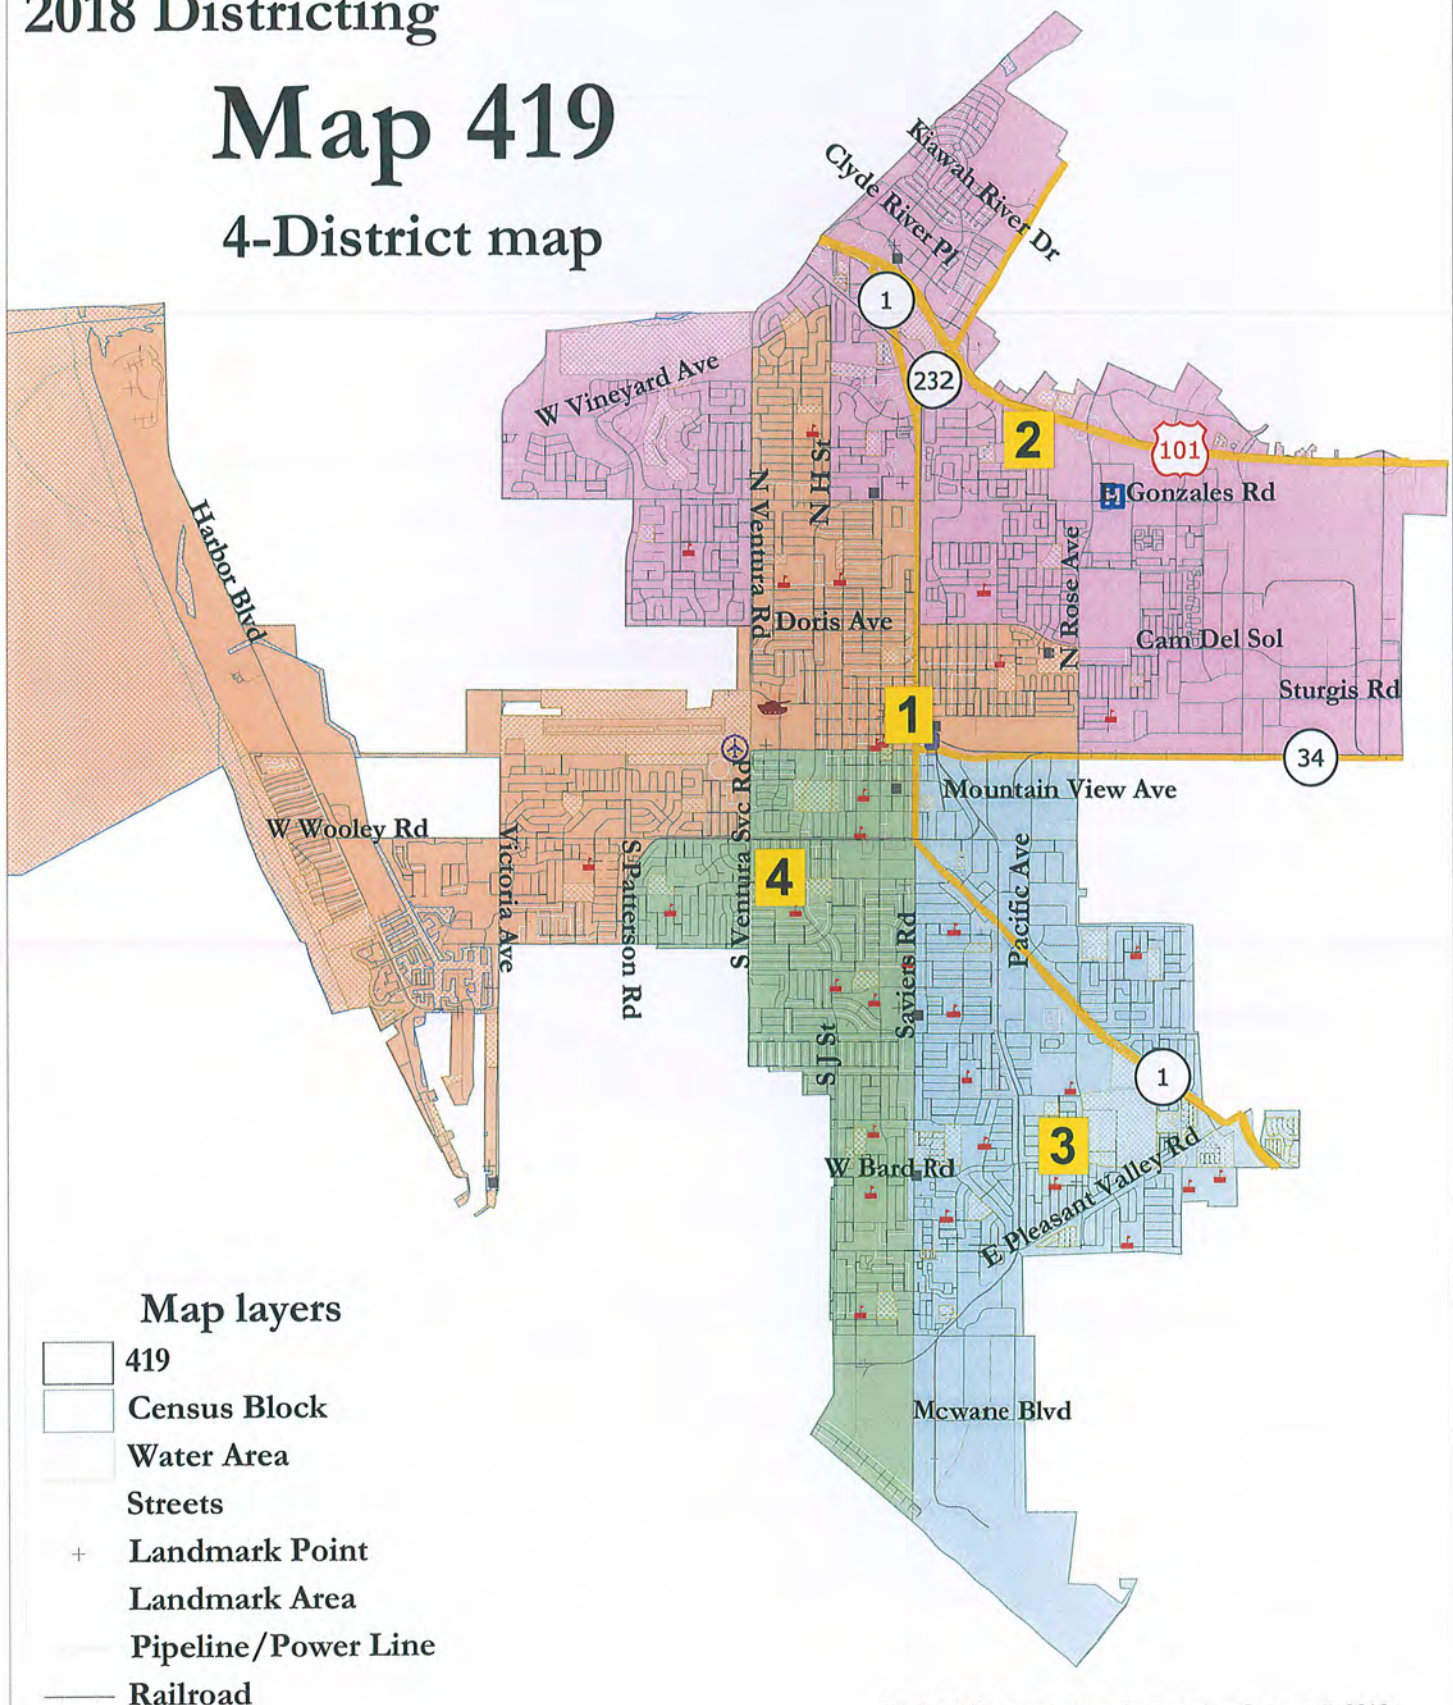 2018 Districting
Map 419
4-District map
Kiawah River Dr
Clyde River Pl
1
232
W Vineyard Ave
2
101
E Gonzales Rd
H
N H St
N Ventura Rd
Harbor Blvd
N Rose Ave
Doris Ave
Cam Del Sol
Sturgis Rd
1
34
Mountain View Ave
W Wooley Rd
Victoria Ave
S Patterson Rd
S Ventura Svc Rd
4
Pacific Ave
Saviers Rd
S J St
1
3
W Bard Rd
E Pleasant Valley Rd
Mcwane Blvd
Map layers
419
Census Block
Water Area
Streets
+ Landmark Point
Landmark Area
Pipeline/Power Line
Railroad